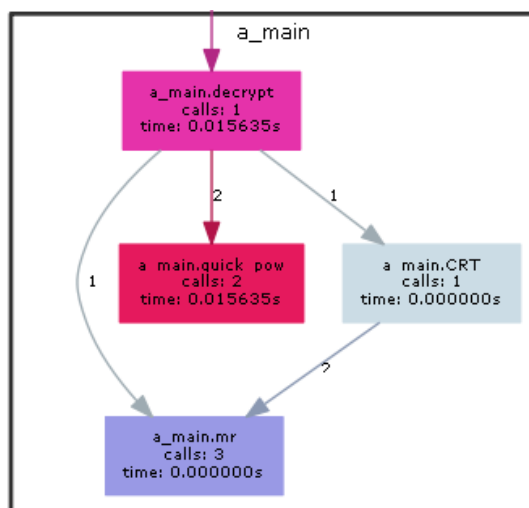 a_main
a_main.decrypt
calls: 1
time: 0.015635s
2
1
a_main.quick_pow
calls: 2
time: 0.015635s
a_main.CRT
calls: 1
time: 0.000000s
1
2
a_main.mr
calls: 3
time: 0.000000s